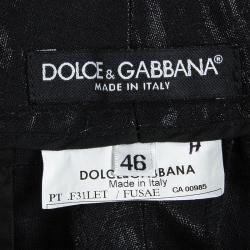 DOLCE & GABBANA®
MADE IN ITALY
46
DOLCE & GABBANA
Made in Italy
PT .F31LET / FUSAE CA 00985